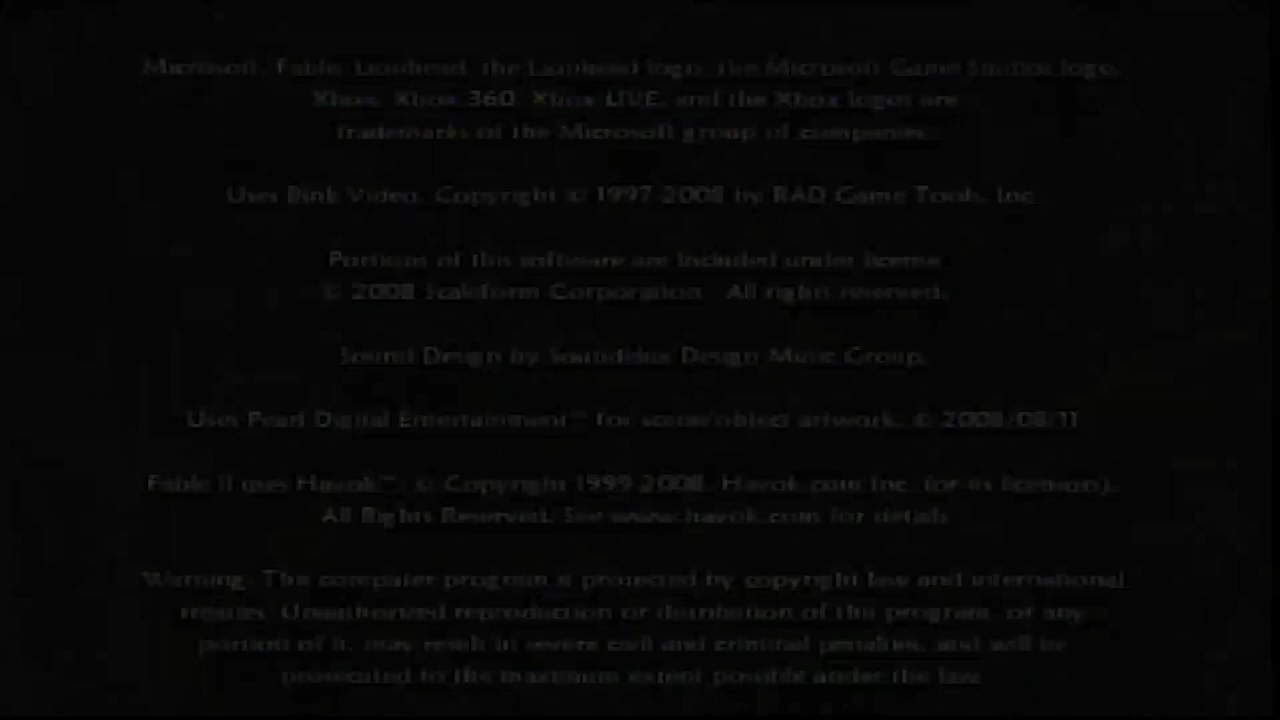 Microsoft, Fable, Lionhead, the Lionhead logo, the Microsoft Game Studios logo,
Xbox, Xbox 360, Xbox LIVE, and the Xbox logos are
trademarks of the Microsoft group of companies.
Uses Bink Video. Copyright © 1997-2008 by RAD Game Tools, Inc.
Portions of this software are included under license
© 2008 Scaleform Corporation. All rights reserved.
Sound Design by Soundelux Design Music Group.
Uses Pearl Digital Entertainment™ for scene/object artwork. © 2008/08/11
Fable II uses Havok™. © Copyright 1999-2008. Havok.com Inc. (or its licensors).
All Rights Reserved. See www.havok.com for details.
Warning: The computer program is protected by copyright law and international
treaties. Unauthorized reproduction or distribution of this program, or any
portion of it, may result in severe civil and criminal penalties, and will be
prosecuted to the maximum extent possible under the law.